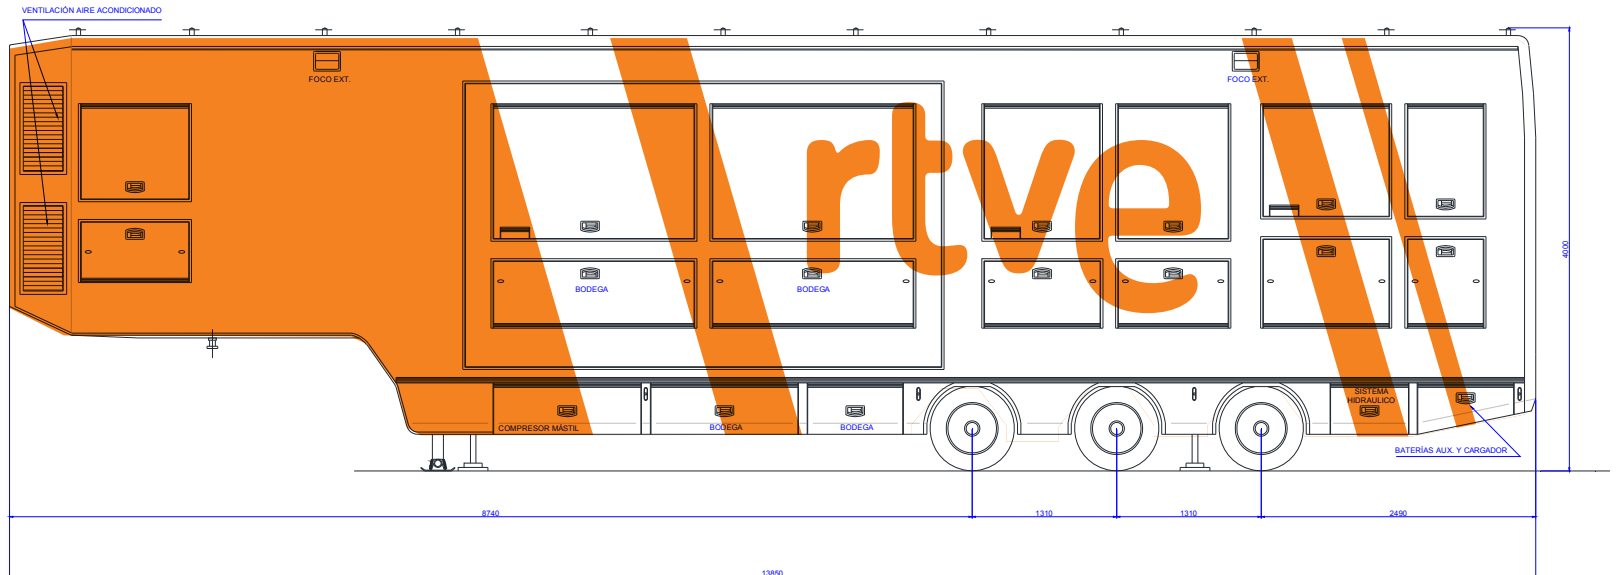 VENTILACIÓN AIRE ACONDICIONADO
FOCO EXT.
FOCO EXT.
rtve
BODEGA
BODEGA
4000
SISTEMA
HIDRAULICO
COMPRESOR MÁSTIL
BODEGA
BODEGA
BATERÍAS AUX. Y CARGADOR
8740
1310
1310
2490
13850